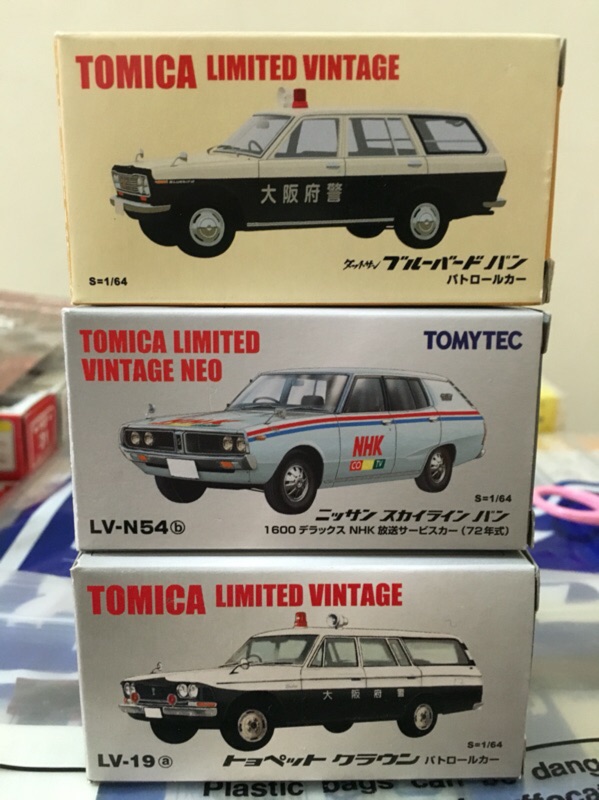 TOMICA LIMITED VINTAGE
大阪府警
S=1/64
ダットサン ブルーバード バン
パトロールカー
TOMICA LIMITED
VINTAGE NEO
TOMYTEC
NHK
CO TV
S=1/64
LV-N54ⓑ
ニッサン スカイライン バン
1600 デラックス NHK 放送サービスカー (72年式)
TOMICA LIMITED VINTAGE
大阪府警
S=1/64
LV-19ⓐ
トヨペット クラウン パトロールカー
dang
Plastic bags can be